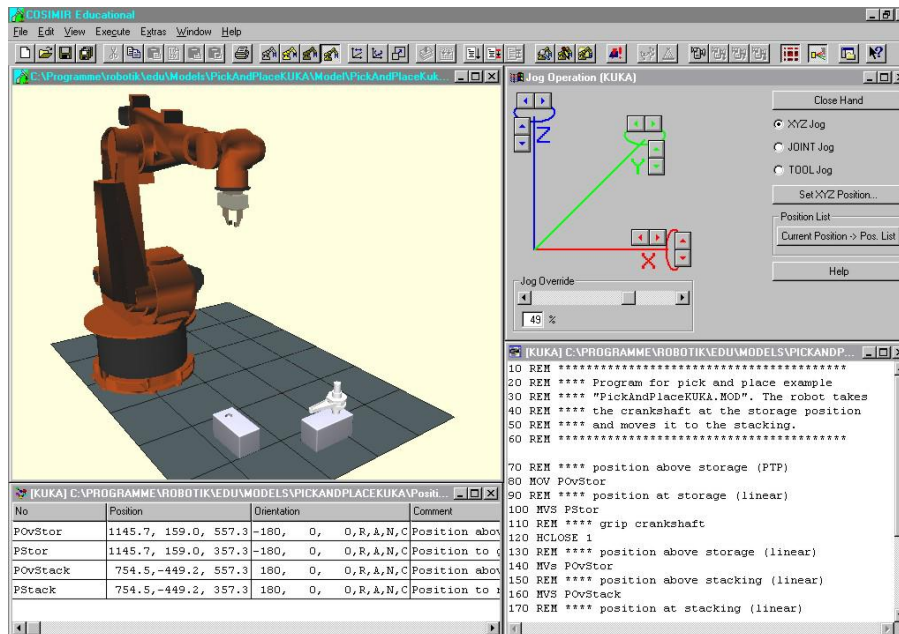 COSIMIR Educational
File Edit View Execute Extras Window Help
C:\Programme\robotik\edu\Models\PickAndPlaceKUKA\Model\PickAndPlaceKuk...
Jog Operation (KUKA)
Z
Y
X
Close Hand
XYZ Jog
JOINT Jog
TOOL Jog
Set XYZ Position...
Position List
Current Position -> Pos. List
Help
Jog Override
49 %
[KUKA] C:\PROGRAMME\ROBOTIK\EDU\MODELS\PICKANDP...
10 REM ****************************************
20 REM **** Program for pick and place example
30 REM **** "PickAndPlaceKUKA.MOD". The robot takes
40 REM **** the crankshaft at the storage position
50 REM **** and moves it to the stacking.
60 REM ****************************************
70 REM **** position above storage (PTP)
80 MOV POvStor
90 REM **** position at storage (linear)
100 MVS PStor
110 REM **** grip crankshaft
120 HCLOSE 1
130 REM **** position above storage (linear)
140 MVs POvStor
150 REM **** position above stacking (linear)
160 MVS POvStack
170 REM **** position at stacking (linear)
[KUKA] C:\PROGRAMME\ROBOTIK\EDU\MODELS\PICKANDPLACEKUKA\Positi...
No Position Orientation Comment
POvStor 1145.7, 159.0, 557.3 -180, 0, 0,R,A,N,C Position abov
PStor 1145.7, 159.0, 357.3 -180, 0, 0,R,A,N,C Position to g
POvStack 754.5,-449.2, 557.3 180, 0, 0,R,A,N,C Position abov
PStack 754.5,-449.2, 357.3 180, 0, 0,R,A,N,C Position to r